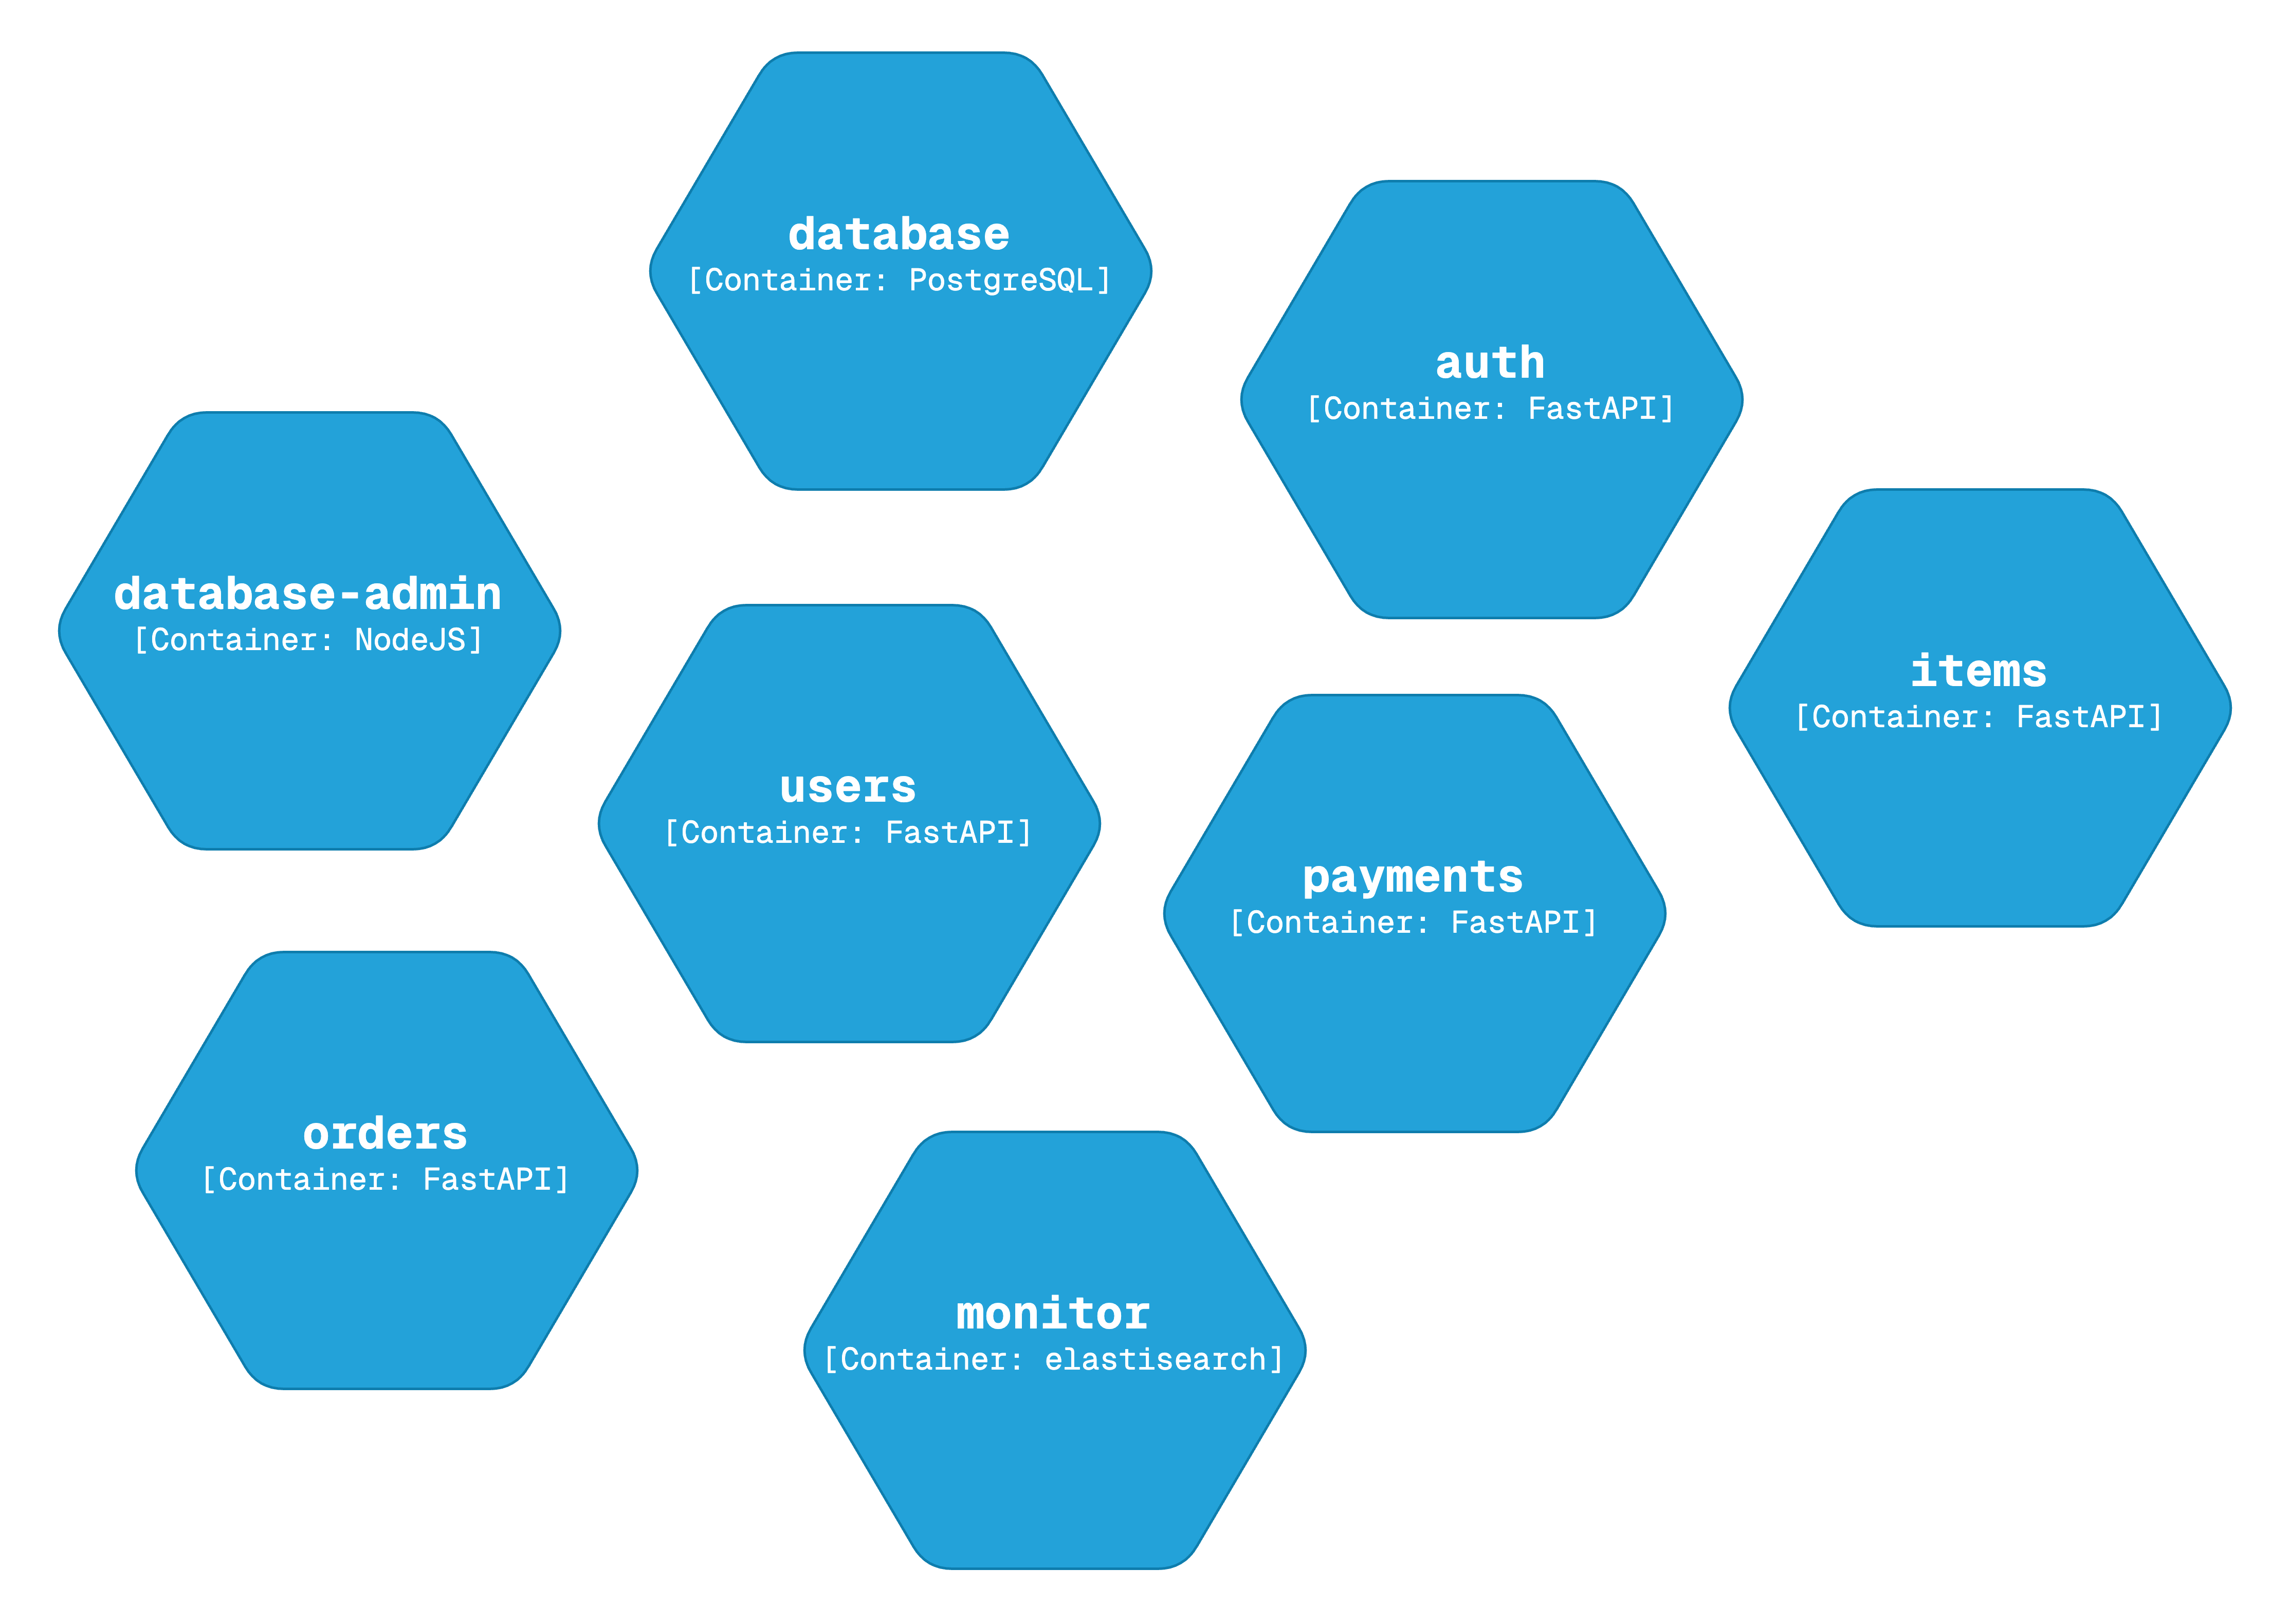 database
[Container: PostgreSQL]
auth
[Container: FastAPI]
database-admin
[Container: NodeJS]
items
[Container: FastAPI]
users
[Container: FastAPI]
payments
[Container: FastAPI]
orders
[Container: FastAPI]
monitor
[Container: elastisearch]